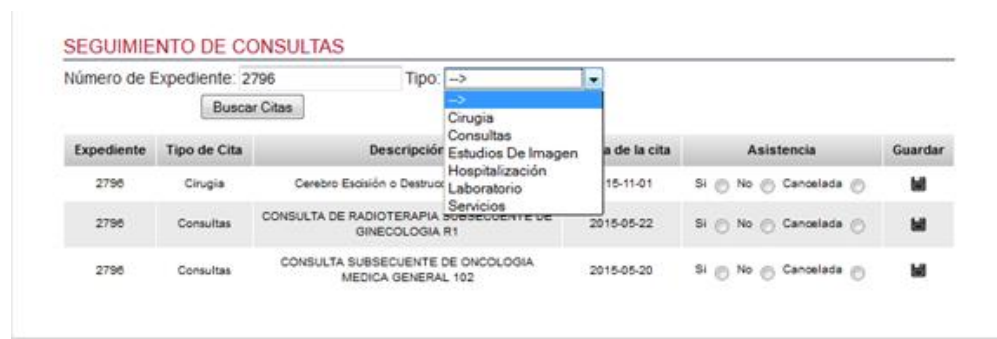 SEGUIMIENTO DE CONSULTAS
Número de Expediente: 2796 Tipo: -->
-->
Cirugia
Consultas
Estudios De Imagen
Hospitalización
Laboratorio
Servicios
Buscar Citas
Expediente Tipo de Cita Descripción a de la cita Asistencia Guardar
2796 Cirugia Cerebro Escisión o Destrucc 15-11-01 Si No Cancelada
2796 Consultas CONSULTA DE RADIOTERAPIA SUBSECUENTE DE
GINECOLOGIA R1 2015-05-22 Si No Cancelada
2796 Consultas CONSULTA SUBSECUENTE DE ONCOLOGIA
MEDICA GENERAL 102 2015-05-20 Si No Cancelada